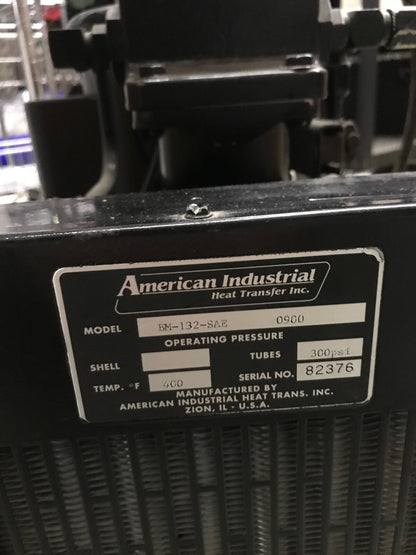 American Industrial
Heat Transfer Inc.
MODEL BM-132-SAE 0900
OPERATING PRESSURE
SHELL TUBES 300psi
TEMP. °F 400 SERIAL NO. 82376
MANUFACTURED BY
AMERICAN INDUSTRIAL HEAT TRANS. INC.
ZION, IL - U.S.A.